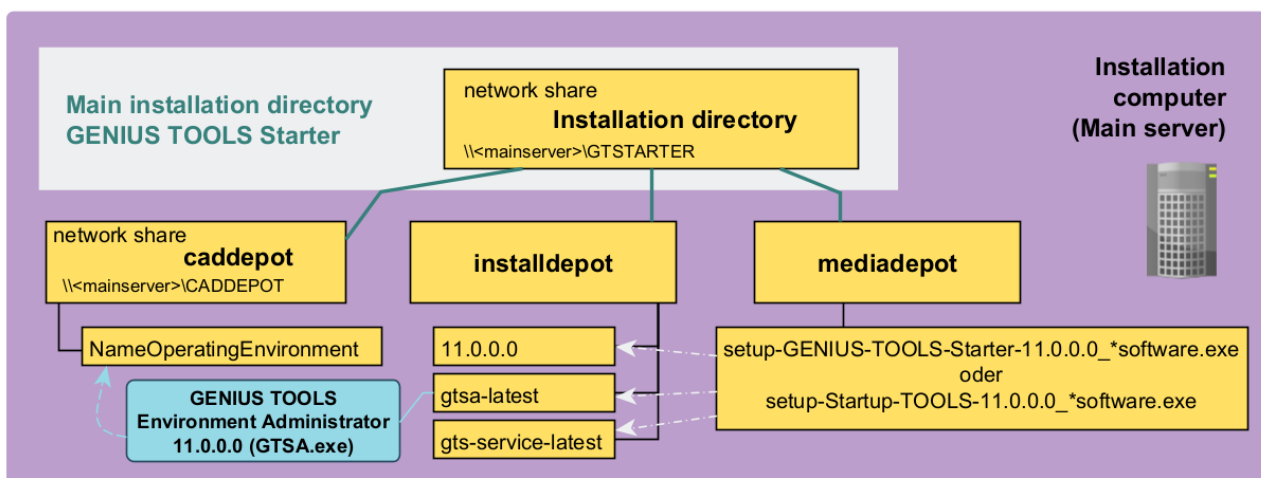 Main installation directory
GENIUS TOOLS Starter
network share
Installation directory
\\<mainserver>\GTSTARTER
Installation
computer
(Main server)
network share
caddepot
\\<mainserver>\CADDEPOT
installdepot
mediadepot
NameOperatingEnvironment
GENIUS TOOLS
Environment Administrator
11.0.0.0 (GTSA.exe)
11.0.0.0
gtsa-latest
gts-service-latest
setup-GENIUS-TOOLS-Starter-11.0.0.0_*software.exe
oder
setup-Startup-TOOLS-11.0.0.0_*software.exe